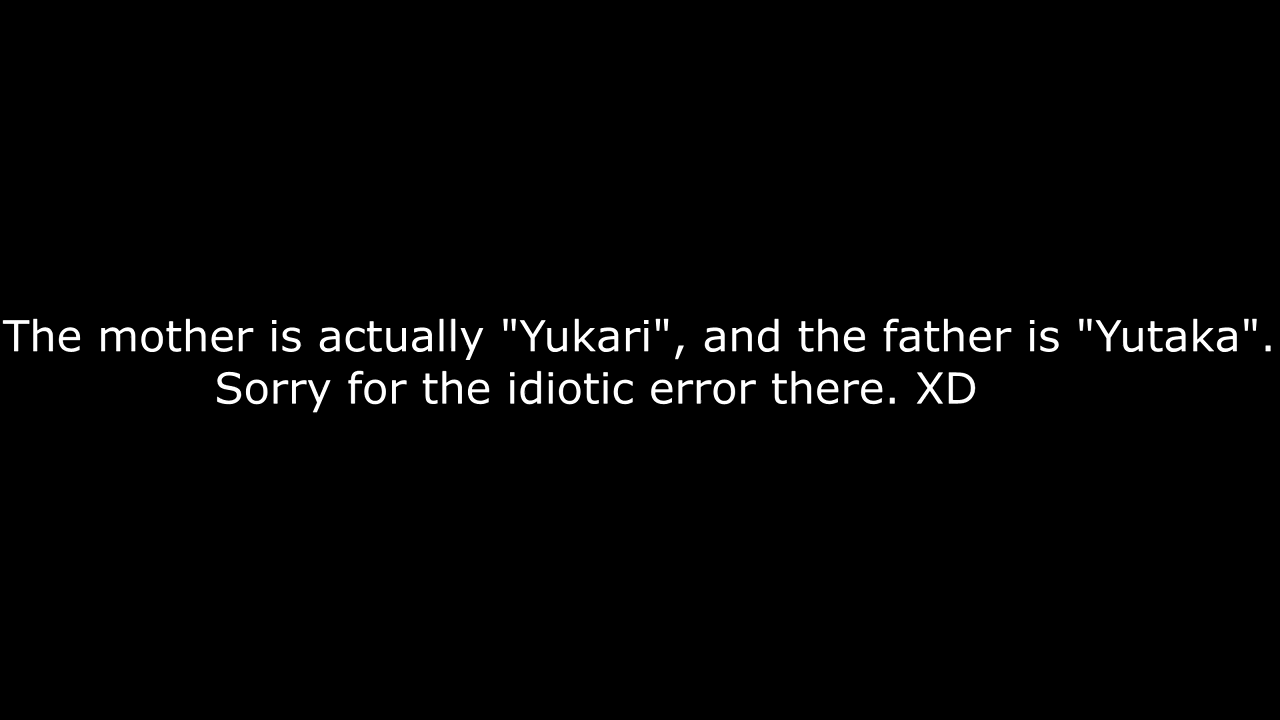 The mother is actually "Yukari", and the father is "Yutaka".
Sorry for the idiotic error there. XD